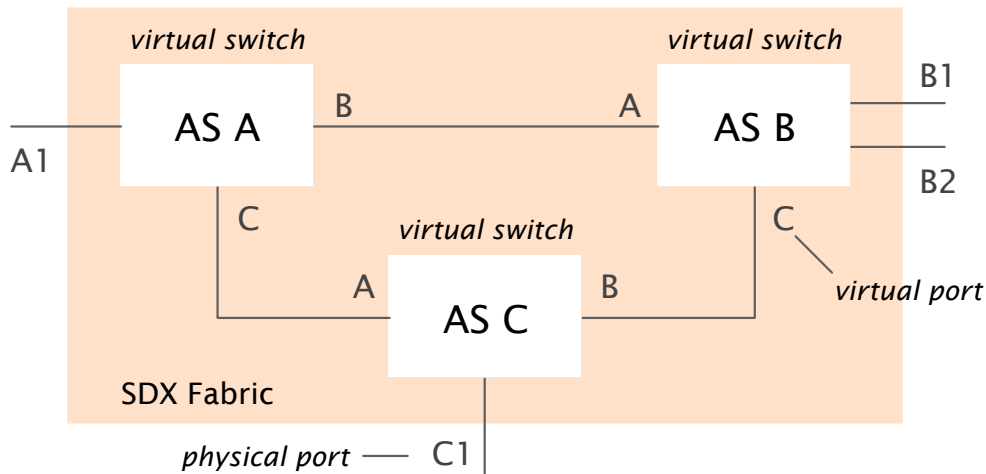 virtual switch
virtual switch
B1
AS A
B
A
AS B
A1
B2
C
virtual switch
C
A
AS C
B
virtual port
SDX Fabric
physical port
C1